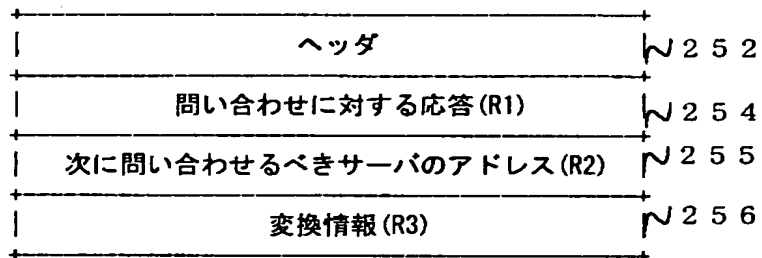 ヘッダ 252
問い合わせに対する応答(R1) 254
次に問い合わせるべきサーバのアドレス(R2) 255
変換情報(R3) 256